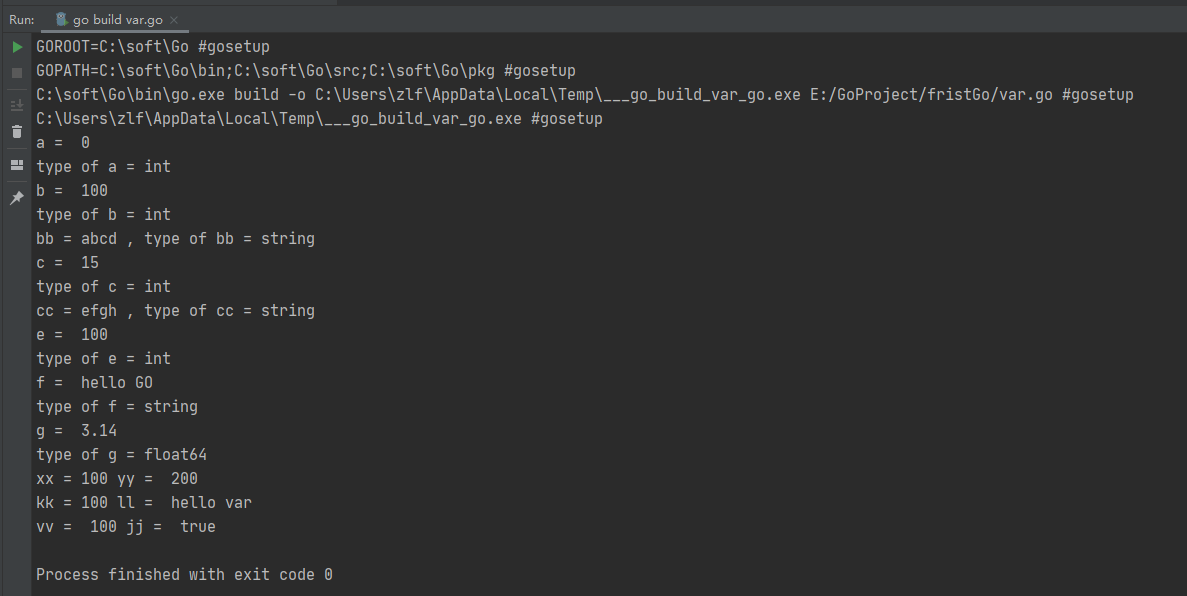 Run: go build var.go ×
GOROOT=C:\soft\Go #gosetup
GOPATH=C:\soft\Go\bin;C:\soft\Go\src;C:\soft\Go\pkg #gosetup
C:\soft\Go\bin\go.exe build -o C:\Users\zlf\AppData\Local\Temp\___go_build_var_go.exe E:/GoProject/fristGo/var.go #gosetup
C:\Users\zlf\AppData\Local\Temp\___go_build_var_go.exe #gosetup
a =  0
type of a = int
b =  100
type of b = int
bb = abcd , type of bb = string
c =  15
type of c = int
cc = efgh , type of cc = string
e =  100
type of e = int
f =  hello GO
type of f = string
g =  3.14
type of g = float64
xx = 100 yy =  200
kk = 100 ll =  hello var
vv =  100 jj =  true
Process finished with exit code 0